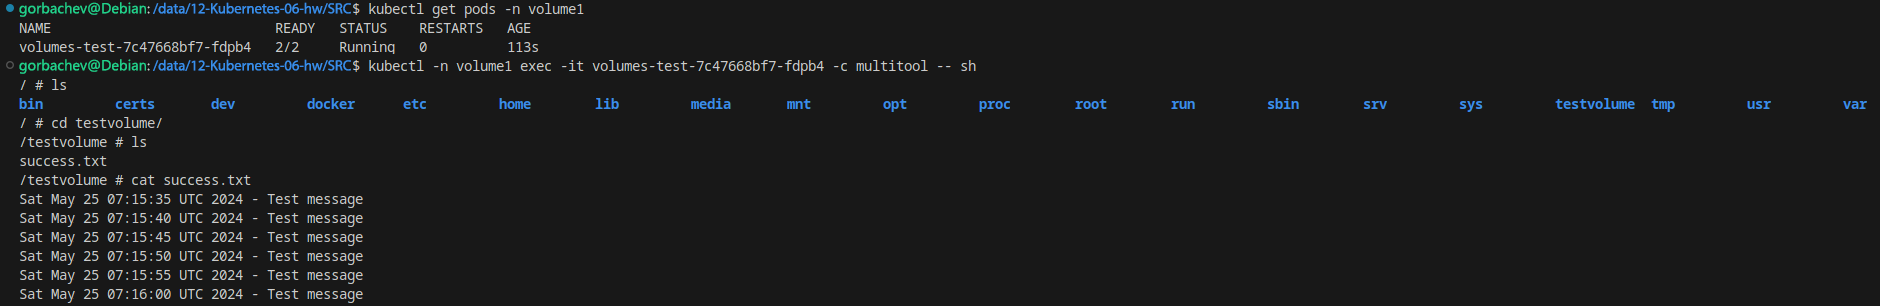 gorbachev@Debian:/data/12-Kubernetes-06-hw/SRC$ kubectl get pods -n volume1
NAME READY STATUS RESTARTS AGE
volumes-test-7c47668bf7-fdpb4 2/2 Running 0 113s
gorbachev@Debian:/data/12-Kubernetes-06-hw/SRC$ kubectl -n volume1 exec -it volumes-test-7c47668bf7-fdpb4 -c multitool -- sh
/ # ls
bin certs dev docker etc home lib media mnt opt proc root run sbin srv sys testvolume tmp usr var
/ # cd testvolume/
/testvolume # ls
success.txt
/testvolume # cat success.txt
Sat May 25 07:15:35 UTC 2024 - Test message
Sat May 25 07:15:40 UTC 2024 - Test message
Sat May 25 07:15:45 UTC 2024 - Test message
Sat May 25 07:15:50 UTC 2024 - Test message
Sat May 25 07:15:55 UTC 2024 - Test message
Sat May 25 07:16:00 UTC 2024 - Test message